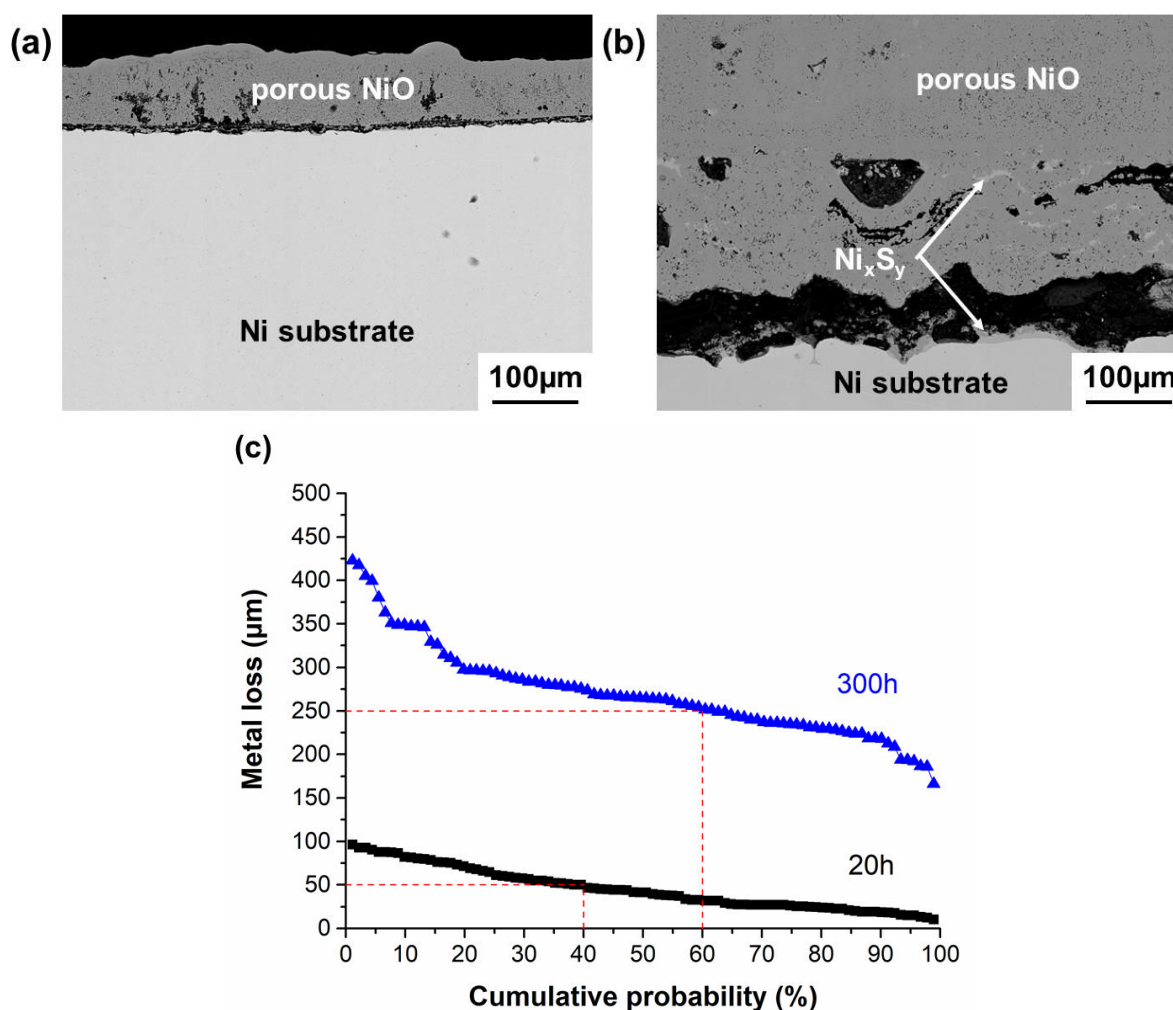 (a)
porous NiO
Ni substrate
100µm
(b)
porous NiO
NixSy
Ni substrate
100µm
(c)
500
450
400
350
300
250
200
150
100
50
0
Metal loss (µm)
300h
20h
0 10 20 30 40 50 60 70 80 90 100
Cumulative probability (%)